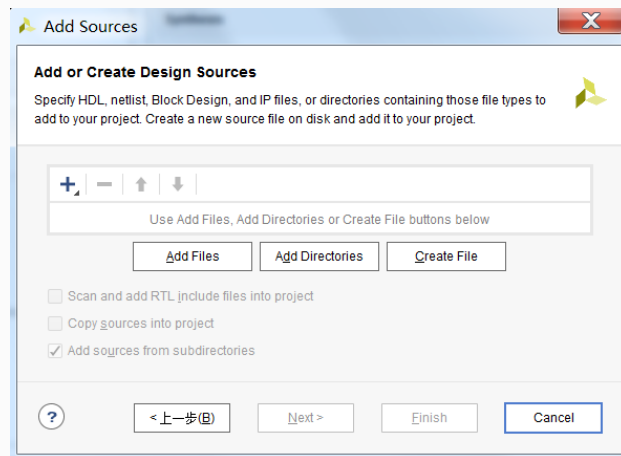 Add Sources
Synthesis
Add or Create Design Sources
Specify HDL, netlist, Block Design, and IP files, or directories containing those file types to
add to your project. Create a new source file on disk and add it to your project.
Use Add Files, Add Directories or Create File buttons below
Add Files
Add Directories
Create File
Scan and add RTL include files into project
Copy sources into project
Add sources from subdirectories
?
<上一步(B)
Next >
Finish
Cancel